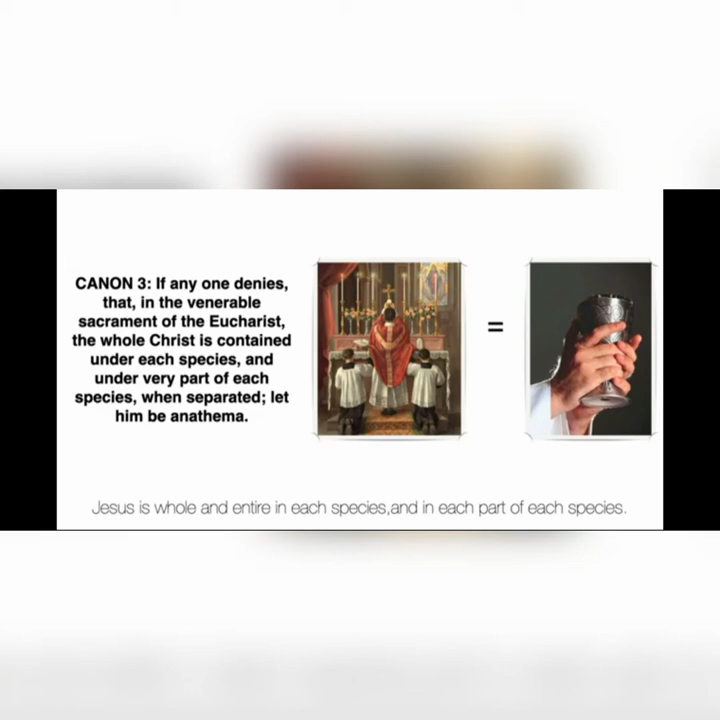 CANON 3: If any one denies,
that, in the venerable
sacrament of the Eucharist,
the whole Christ is contained
under each species, and
under very part of each
species, when separated; let
him be anathema.
=
Jesus is whole and entire in each species,and in each part of each species.